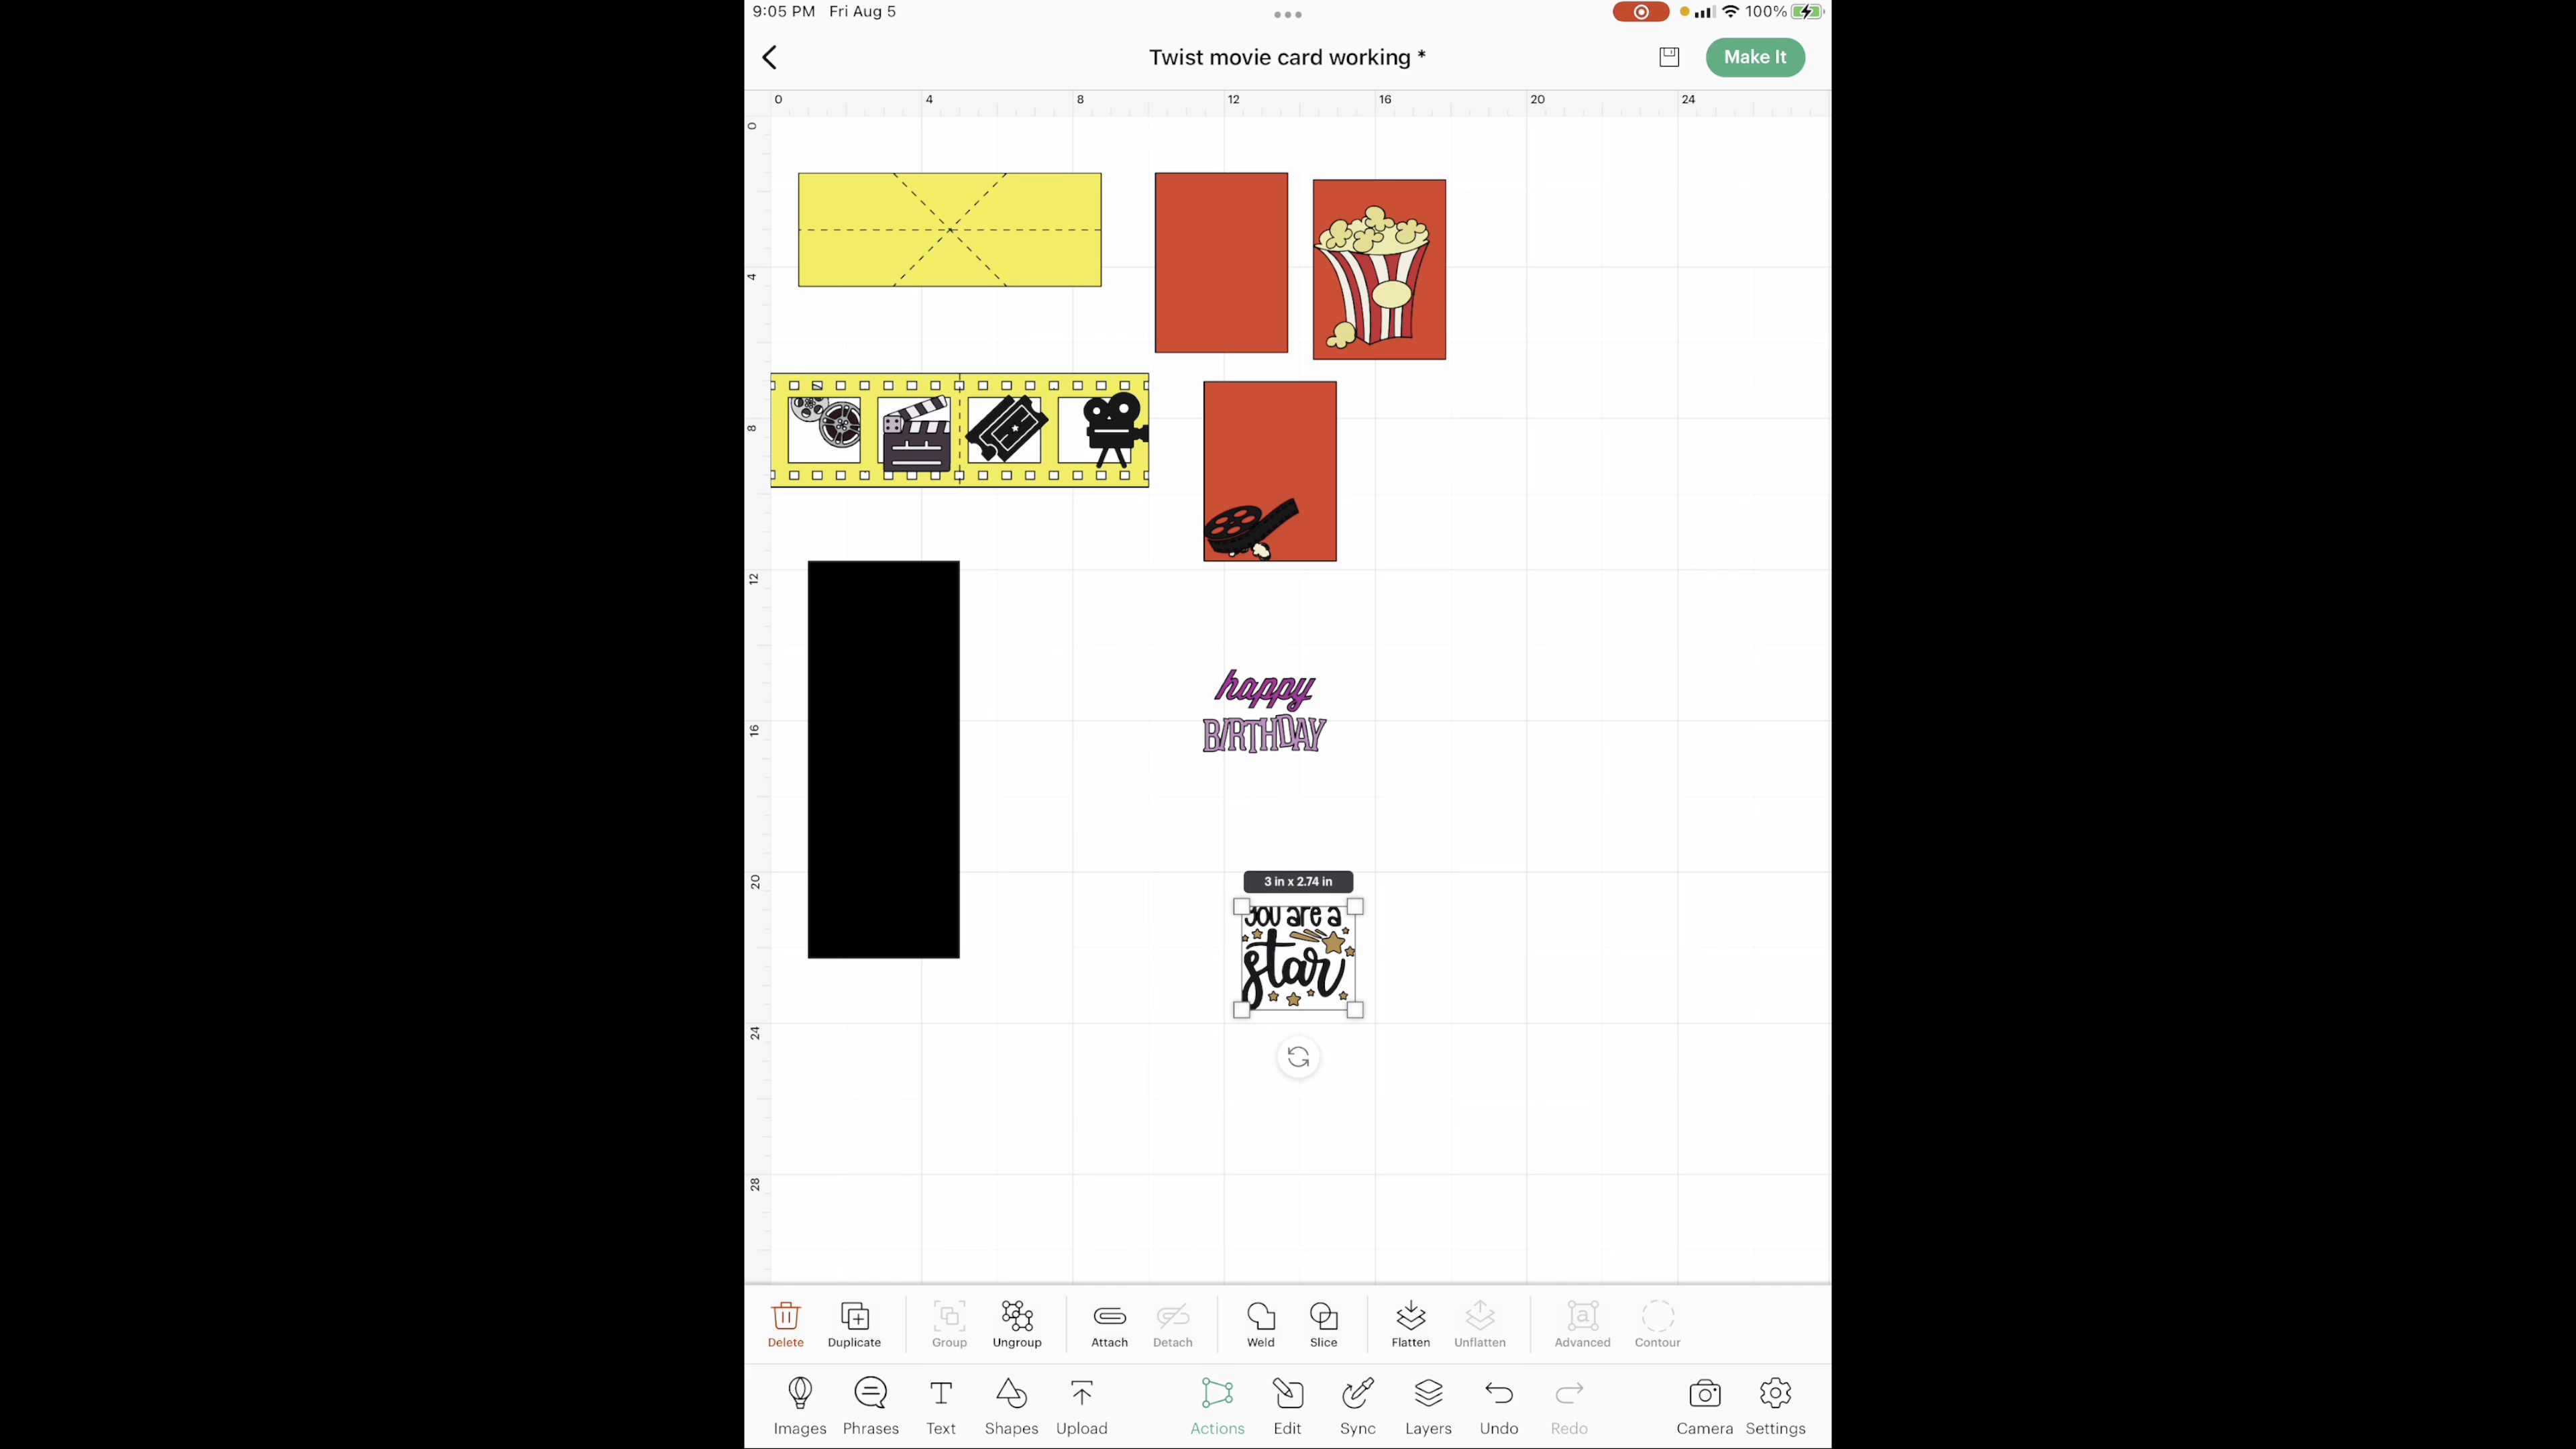 9:05 PM Fri Aug 5
100%
Twist movie card working *
Make It
0 4 8 12 16 20 24
0
4
8
12
16
20
24
28
happy
BIRTHDAY
3 in x 2.74 in
you are a
star
Delete Duplicate Group Ungroup Attach Detach Weld Slice Flatten Unflatten Advanced Contour
Images Phrases Text Shapes Upload Actions Edit Sync Layers Undo Redo Camera Settings